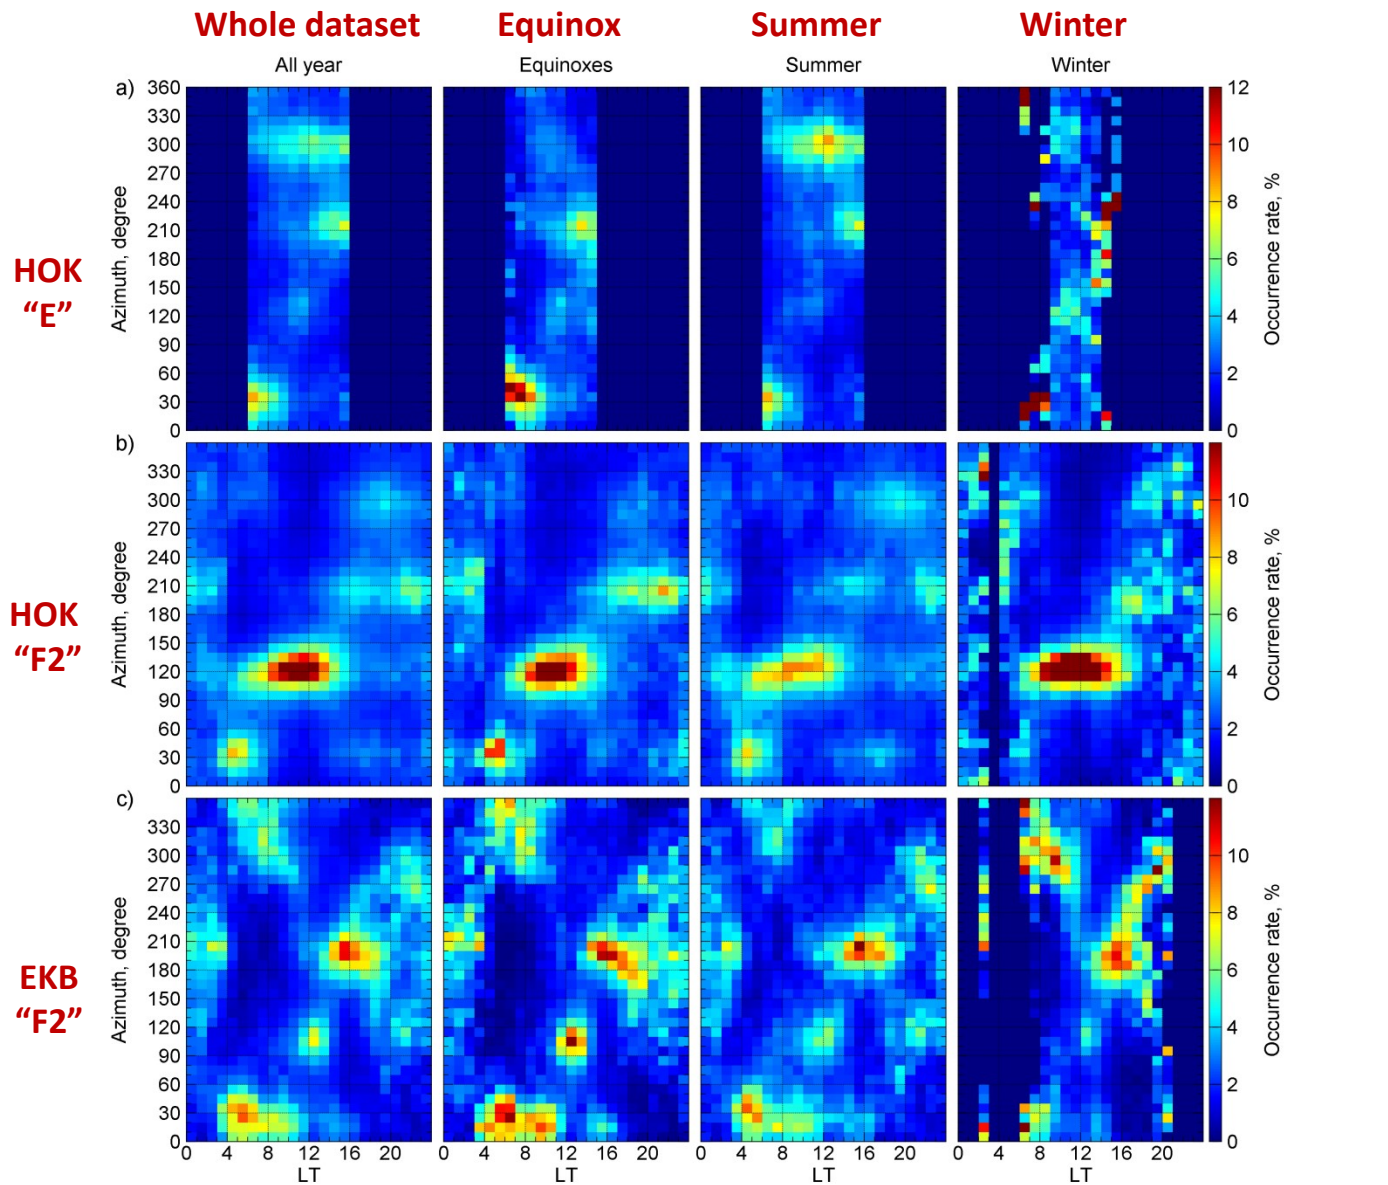 Whole dataset Equinox Summer Winter
All year Equinoxes Summer Winter
a)
360
330
300
270
240
210
180
150
120
90
60
30
0
Azimuth, degree
HOK
“E”
12
10
8
6
4
2
0
Occurrence rate, %
b)
330
300
270
240
210
180
150
120
90
60
30
0
Azimuth, degree
HOK
“F2”
10
8
6
4
2
0
Occurrence rate, %
c)
330
300
270
240
210
180
150
120
90
60
30
0
Azimuth, degree
EKB
“F2”
10
8
6
4
2
0
Occurrence rate, %
0 4 8 12 16 20 0 4 8 12 16 20 0 4 8 12 16 20 0 4 8 12 16 20
LT LT LT LT